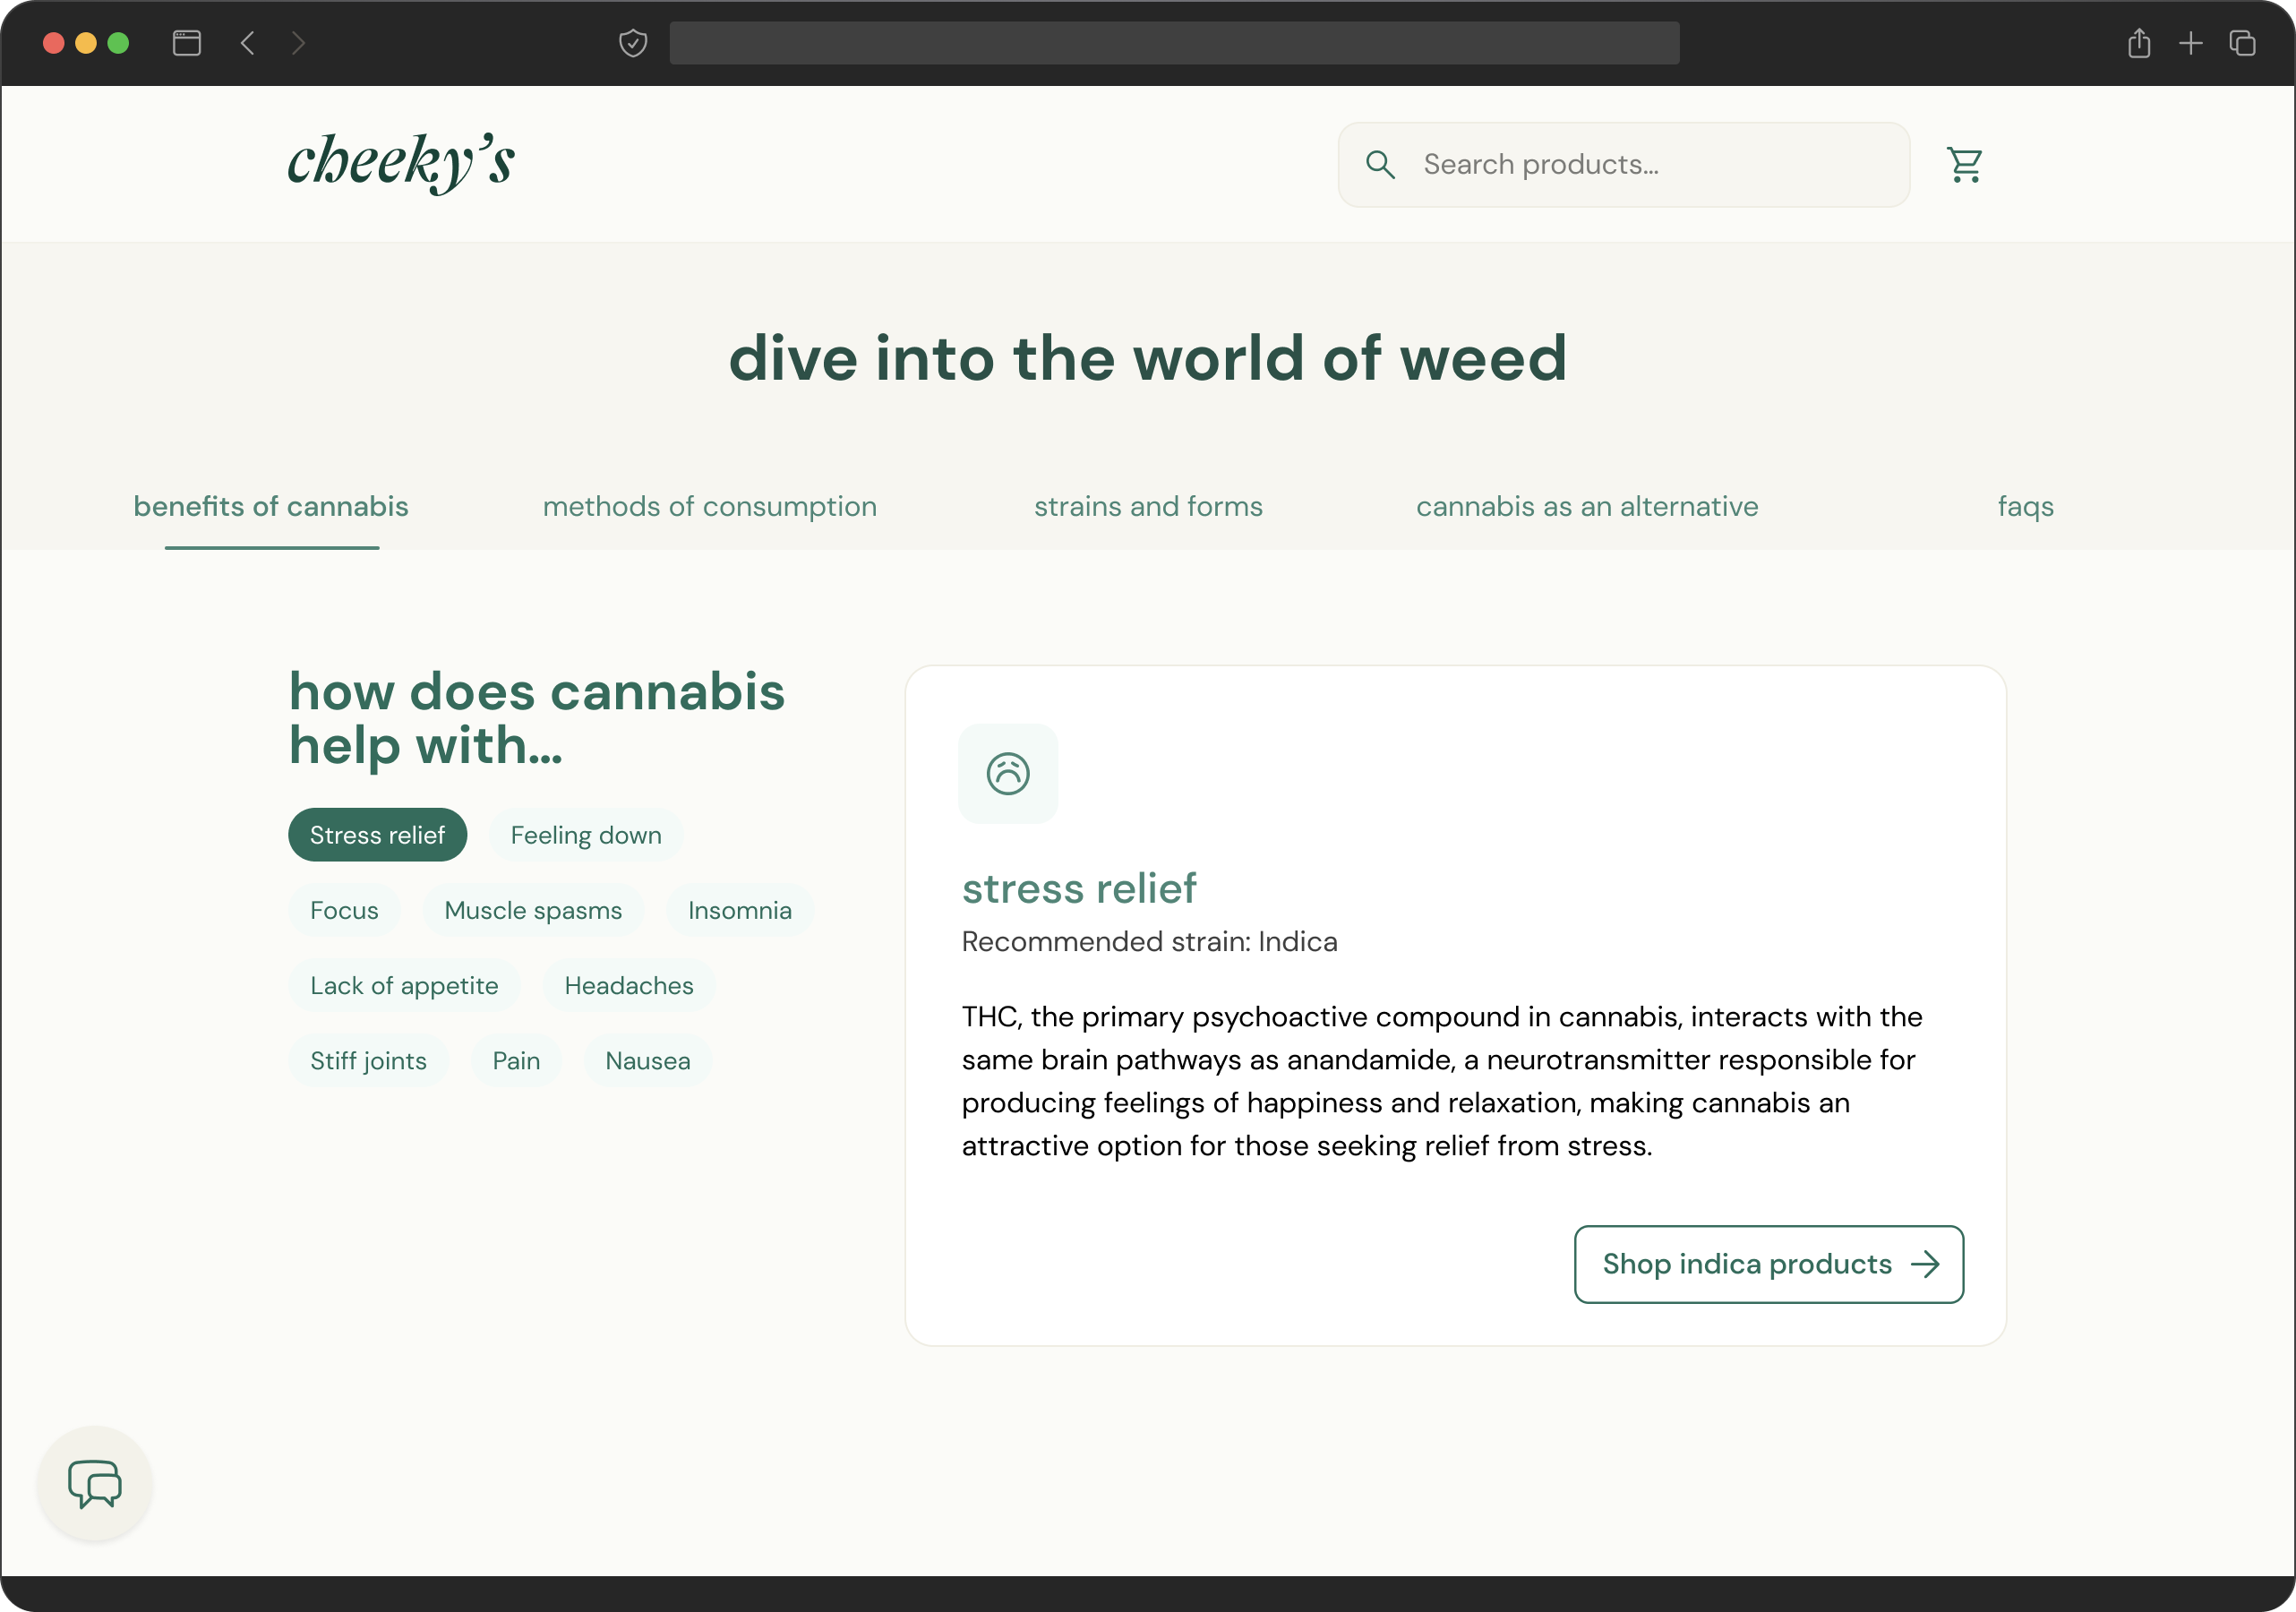 cheeky's
Search products...
dive into the world of weed
benefits of cannabis
methods of consumption
strains and forms
cannabis as an alternative
faqs
how does cannabis
help with...
Stress relief
Feeling down
Focus
Muscle spasms
Insomnia
Lack of appetite
Headaches
Stiff joints
Pain
Nausea
stress relief
Recommended strain: Indica
THC, the primary psychoactive compound in cannabis, interacts with the
same brain pathways as anandamide, a neurotransmitter responsible for
producing feelings of happiness and relaxation, making cannabis an
attractive option for those seeking relief from stress.
Shop indica products